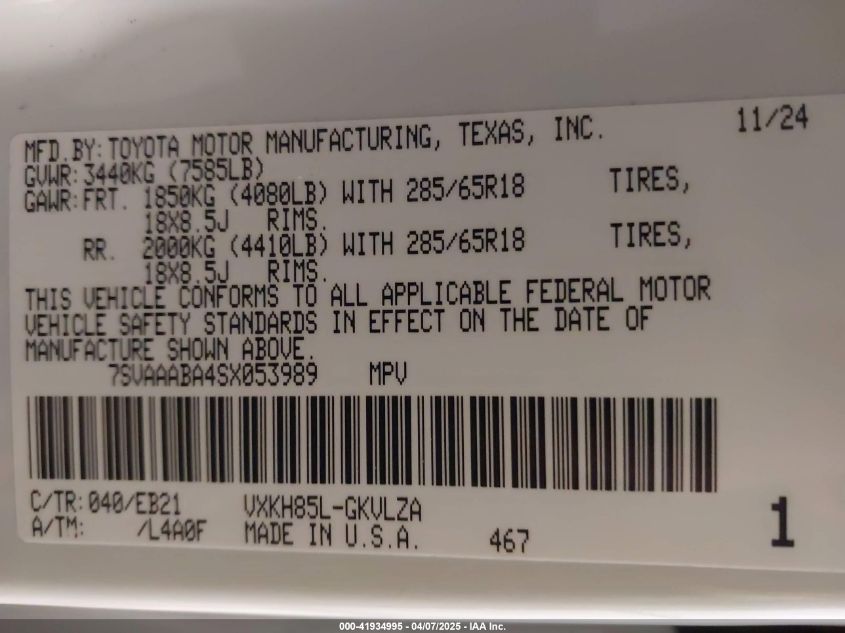 11/24
MFD.BY:TOYOTA MOTOR MANUFACTURING, TEXAS, INC.
GVWR:3440KG (7585LB)
GAWR:FRT. 1850KG (4080LB) WITH 285/65R18 TIRES,
18X8.5J RIMS.
RR. 2000KG (4410LB) WITH 285/65R18 TIRES,
18X8.5J RIMS.
THIS VEHICLE CONFORMS TO ALL APPLICABLE FEDERAL MOTOR
VEHICLE SAFETY STANDARDS IN EFFECT ON THE DATE OF
MANUFACTURE SHOWN ABOVE.
7SVAAABA4SX053989 MPV
C/TR:040/EB21 VXKH85L-GKVLZA
A/TM: /L4A0F MADE IN U.S.A. 467
1
000-41934995 - 04/07/2025 - IAA Inc.